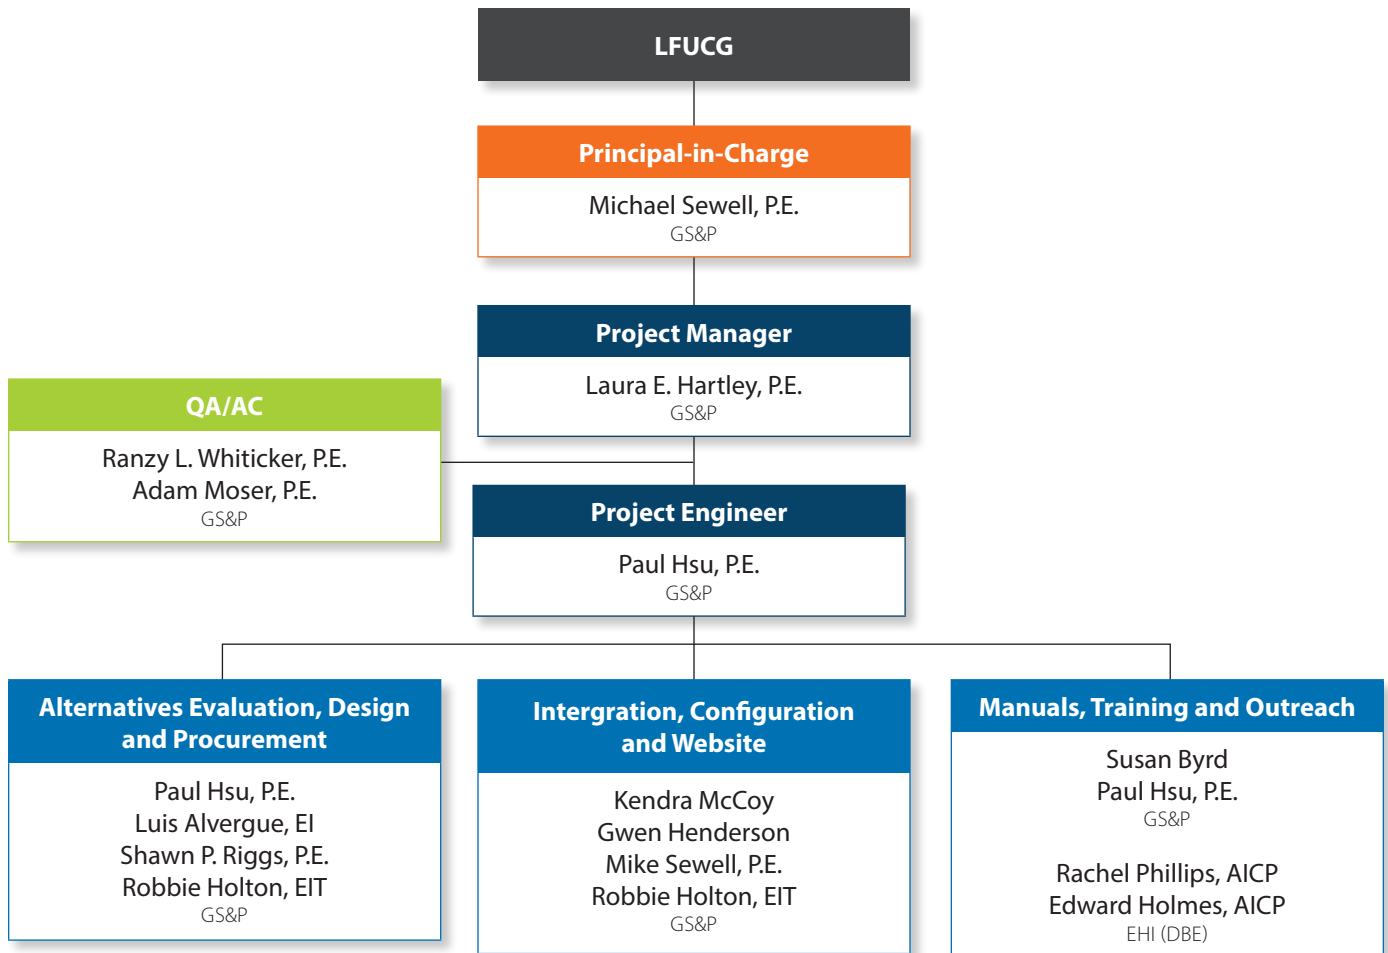 LFUCG
Principal-in-Charge
Michael Sewell, P.E.
GS&P
Project Manager
Laura E. Hartley, P.E.
GS&P
QA/AC
Ranzy L. Whiticker, P.E.
Adam Moser, P.E.
GS&P
Project Engineer
Paul Hsu, P.E.
GS&P
Alternatives Evaluation, Design
and Procurement
Paul Hsu, P.E.
Luis Alvergue, EI
Shawn P. Riggs, P.E.
Robbie Holton, EIT
GS&P
Intergration, Configuration
and Website
Kendra McCoy
Gwen Henderson
Mike Sewell, P.E.
Robbie Holton, EIT
GS&P
Manuals, Training and Outreach
Susan Byrd
Paul Hsu, P.E.
GS&P
Rachel Phillips, AICP
Edward Holmes, AICP
EHI (DBE)